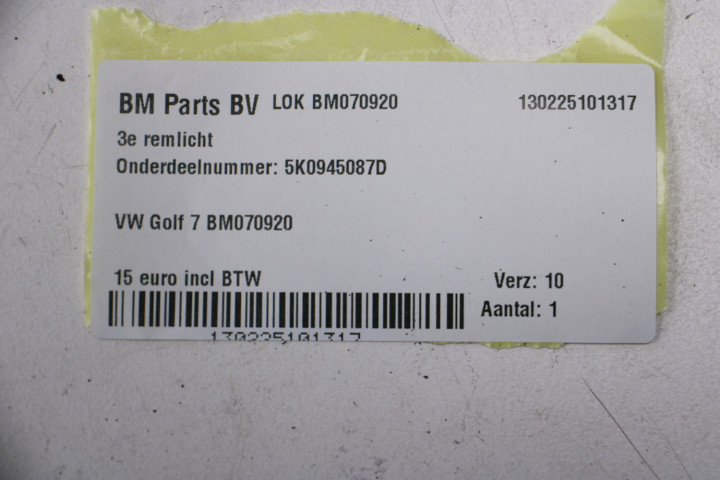 BM Parts BV LOK BM070920 130225101317
3e remlicht
Onderdeelnummer: 5K0945087D
VW Golf 7 BM070920
15 euro incl BTW Verz: 10
Aantal: 1
130225101317